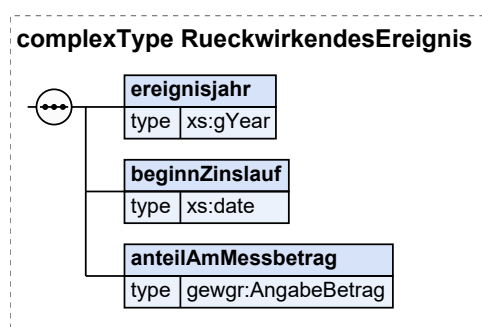 complexType RueckwirkendesEreignis
ereignisjahr
type xs:gYear
beginnZinslauf
type xs:date
anteilAmMessbetrag
type gewgr:AngabeBetrag